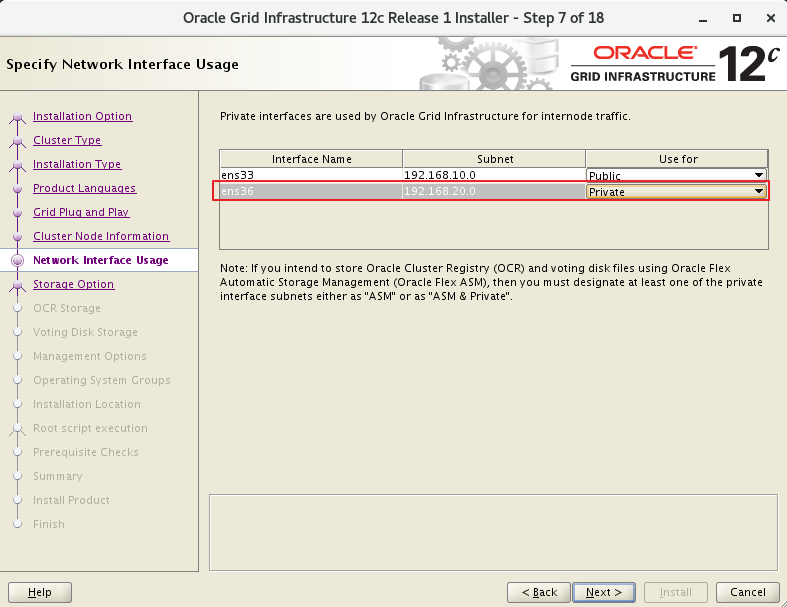 Oracle Grid Infrastructure 12c Release 1 Installer - Step 7 of 18
Specify Network Interface Usage
ORACLE
GRID INFRASTRUCTURE
12c
Installation Option
Cluster Type
Installation Type
Product Languages
Grid Plug and Play
Cluster Node Information
Network Interface Usage
Storage Option
OCR Storage
Voting Disk Storage
Management Options
Operating System Groups
Installation Location
Root script execution
Prerequisite Checks
Summary
Install Product
Finish
Private interfaces are used by Oracle Grid Infrastructure for internode traffic.
Interface Name Subnet Use for
ens33 192.168.10.0 Public
ens36 192.168.20.0 Private
Note: If you intend to store Oracle Cluster Registry (OCR) and voting disk files using Oracle Flex
Automatic Storage Management (Oracle Flex ASM), then you must designate at least one of the private
interface subnets either as "ASM" or as "ASM & Private".
Help < Back Next > Install Cancel